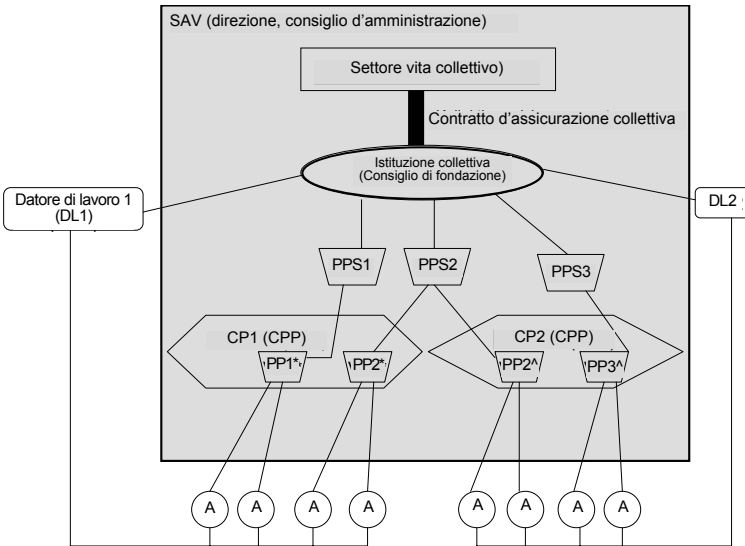 SAV (direzione, consiglio d'amministrazione)
Settore vita collettivo)
Contratto d'assicurazione collettiva
Istituzione collettiva
(Consiglio di fondazione)
Datore di lavoro 1
(DL1)
DL2
PPS1
PPS2
PPS3
CP1 (CPP)
CP2 (CPP)
PP1*
PP2*
PP2^
PP3^
A
A
A
A
A
A
A
A